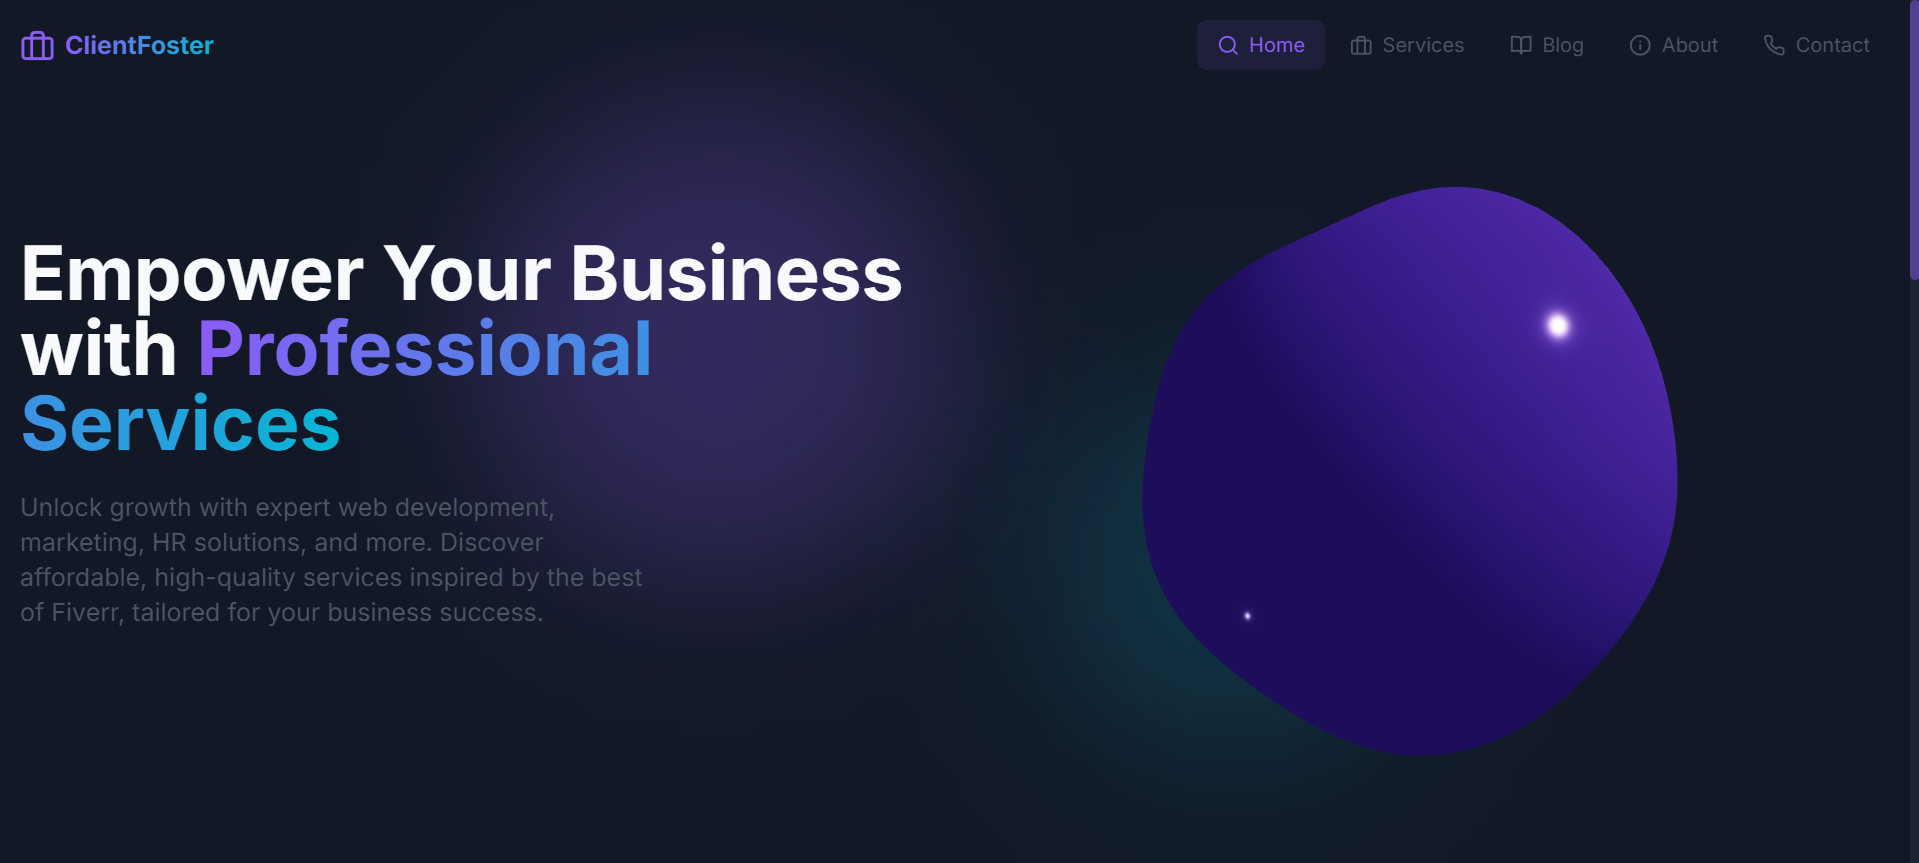 ClientFoster
Home
Services
Blog
About
Contact
Empower Your Business
with Professional
Services
Unlock growth with expert web development,
marketing, HR solutions, and more. Discover
affordable, high-quality services inspired by the best
of Fiverr, tailored for your business success.